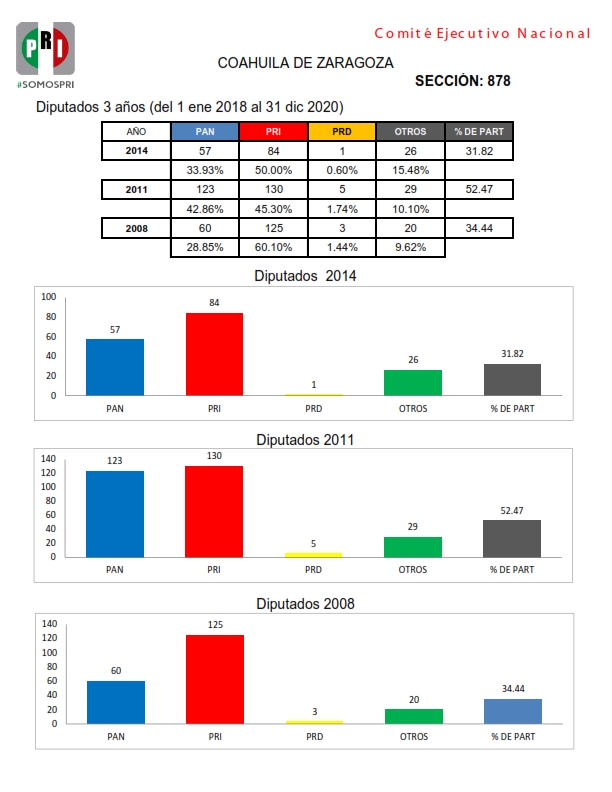 Comité Ejecutivo Nacional
PRI
#SOMOSPRI
COAHUILA DE ZARAGOZA
SECCIÓN: 878
Diputados 3 años (del 1 ene 2018 al 31 dic 2020)
AÑO PAN PRI PRD OTROS % DE PART
2014 57 84 1 26 31.82
33.93% 50.00% 0.60% 15.48%
2011 123 130 5 29 52.47
42.86% 45.30% 1.74% 10.10%
2008 60 125 3 20 34.44
28.85% 60.10% 1.44% 9.62%
Diputados 2014
100
80
60
40
20
0
57
84
1
26
31.82
PAN PRI PRD OTROS % DE PART
Diputados 2011
140
120
100
80
60
40
20
0
123
130
5
29
52.47
PAN PRI PRD OTROS % DE PART
Diputados 2008
140
120
100
80
60
40
20
0
60
125
3
20
34.44
PAN PRI PRD OTROS % DE PART